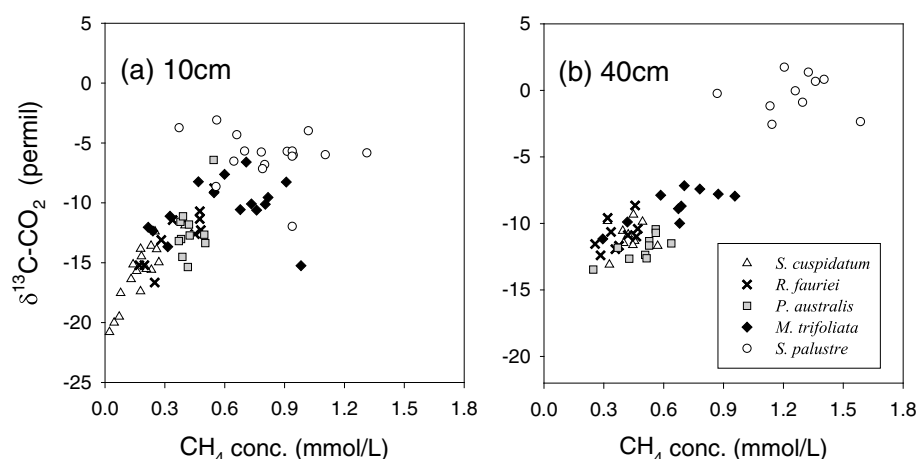 (a) 10cm
δ¹³C-CO₂ (permil)
5
0
-5
-10
-15
-20
-25
0.0 0.3 0.6 0.9 1.2 1.5 1.8
CH₄ conc. (mmol/L)
(b) 40cm
5
0
-5
-10
-15
-20
0.0 0.3 0.6 0.9 1.2 1.5 1.8
CH₄ conc. (mmol/L)
S. cuspidatum
R. fauriei
P. australis
M. trifoliata
S. palustre